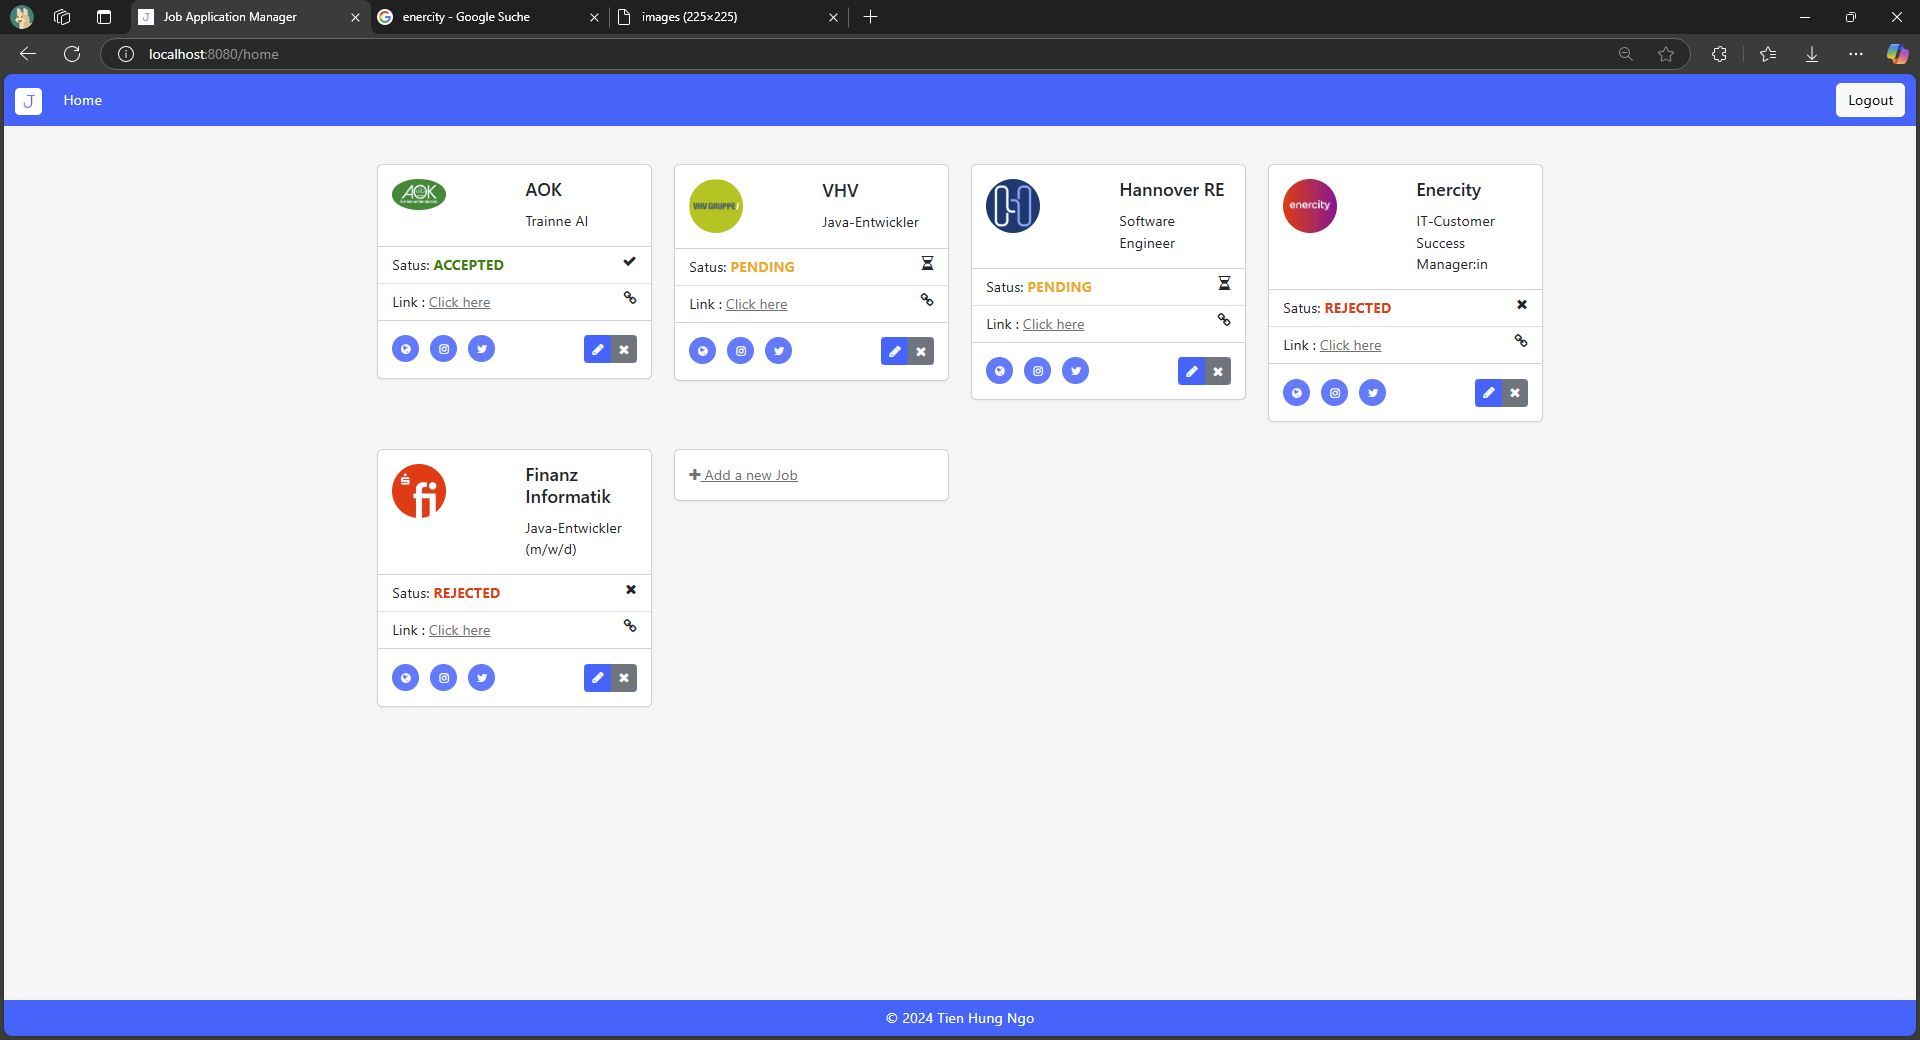 Job Application Manager
enercity - Google Suche
images (225×225)
localhost:8080/home
J
Home
Logout
AOK
AOK
Trainne AI
Satus: ACCEPTED
Link : Click here
VHV GRUPPE /
VHV
Java-Entwickler
Satus: PENDING
Link : Click here
Hannover RE
Software
Engineer
Satus: PENDING
Link : Click here
enercity
Enercity
IT-Customer
Success
Manager:in
Satus: REJECTED
Link : Click here
fi
Finanz
Informatik
Java-Entwickler
(m/w/d)
Satus: REJECTED
Link : Click here
Add a new Job
© 2024 Tien Hung Ngo